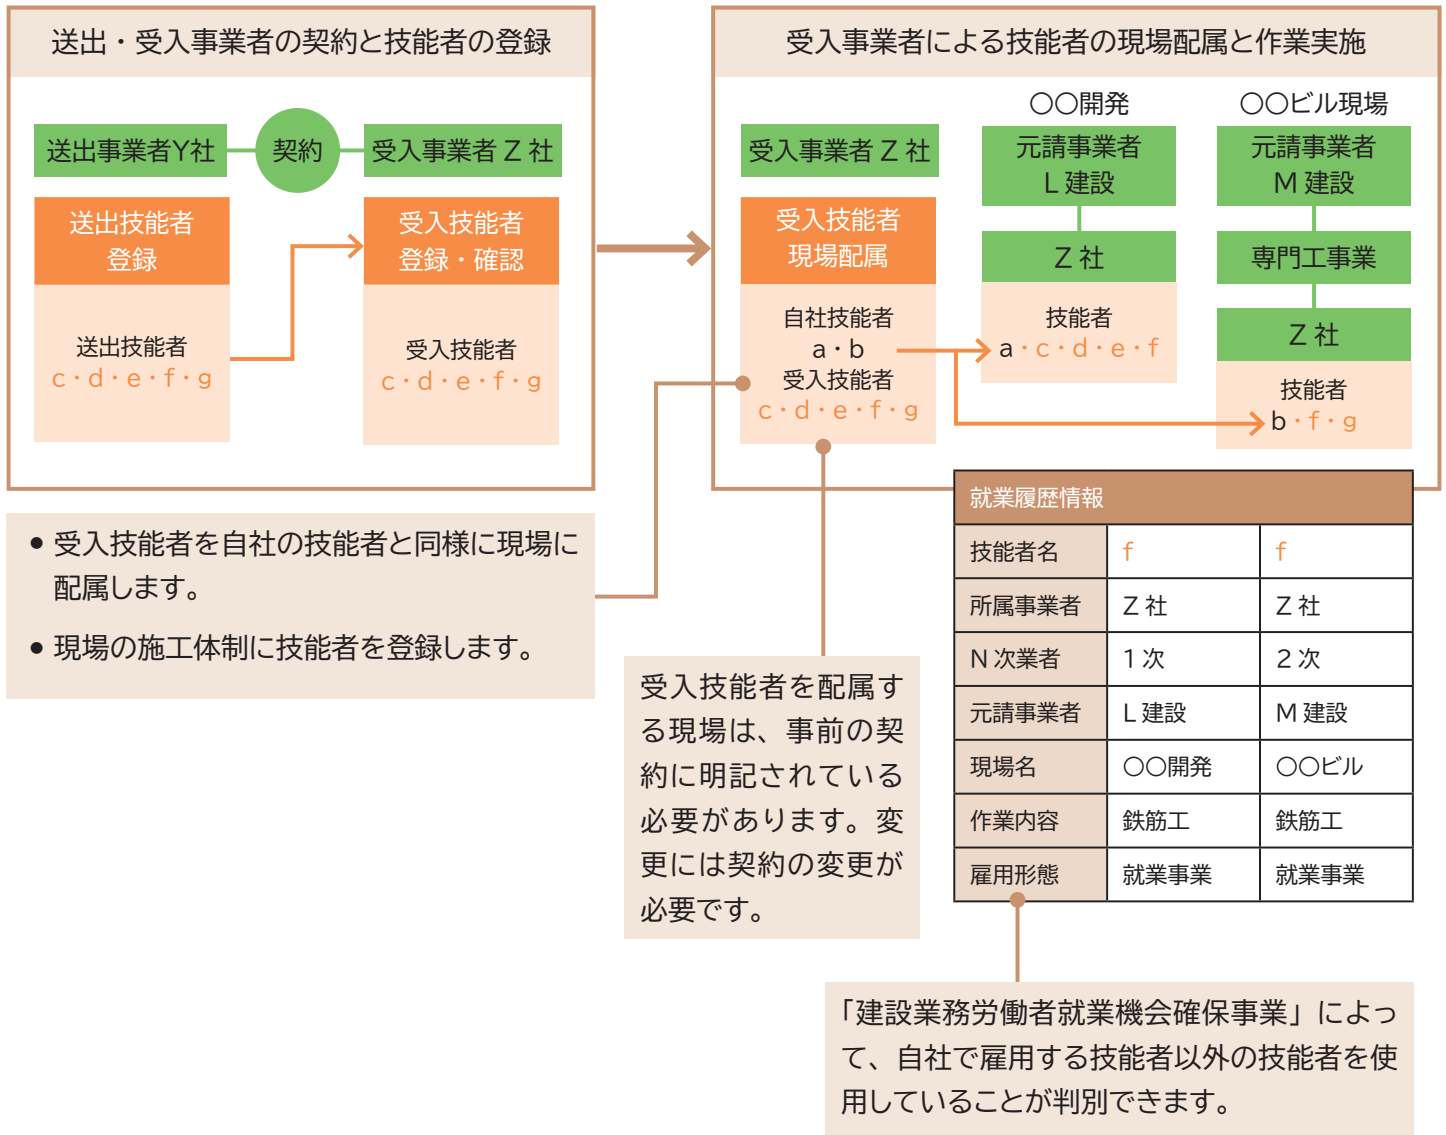 送出・受入事業者の契約と技能者の登録
送出事業者Y社
契約
受入事業者 Z 社
送出技能者
登録
受入技能者
登録・確認
送出技能者
c・d・e・f・g
受入技能者
c・d・e・f・g
受入事業者による技能者の現場配属と作業実施
受入事業者 Z 社
受入技能者
現場配属
自社技能者
a・b
受入技能者
c・d・e・f・g
〇〇開発
元請事業者
L 建設
Z 社
技能者
a・c・d・e・f
〇〇ビル現場
元請事業者
M 建設
専門工事業
Z 社
技能者
b・f・g
● 受入技能者を自社の技能者と同様に現場に
配属します。
● 現場の施工体制に技能者を登録します。
受入技能者を配属す
る現場は、事前の契
約に明記されている
必要があります。変
更には契約の変更が
必要です。
就業履歴情報
技能者名 f f
所属事業者 Z 社 Z 社
N 次業者 1 次 2 次
元請事業者 L 建設 M 建設
現場名 〇〇開発 〇〇ビル
作業内容 鉄筋工 鉄筋工
雇用形態 就業事業 就業事業
「建設業務労働者就業機会確保事業」によっ
て、自社で雇用する技能者以外の技能者を使
用していることが判別できます。